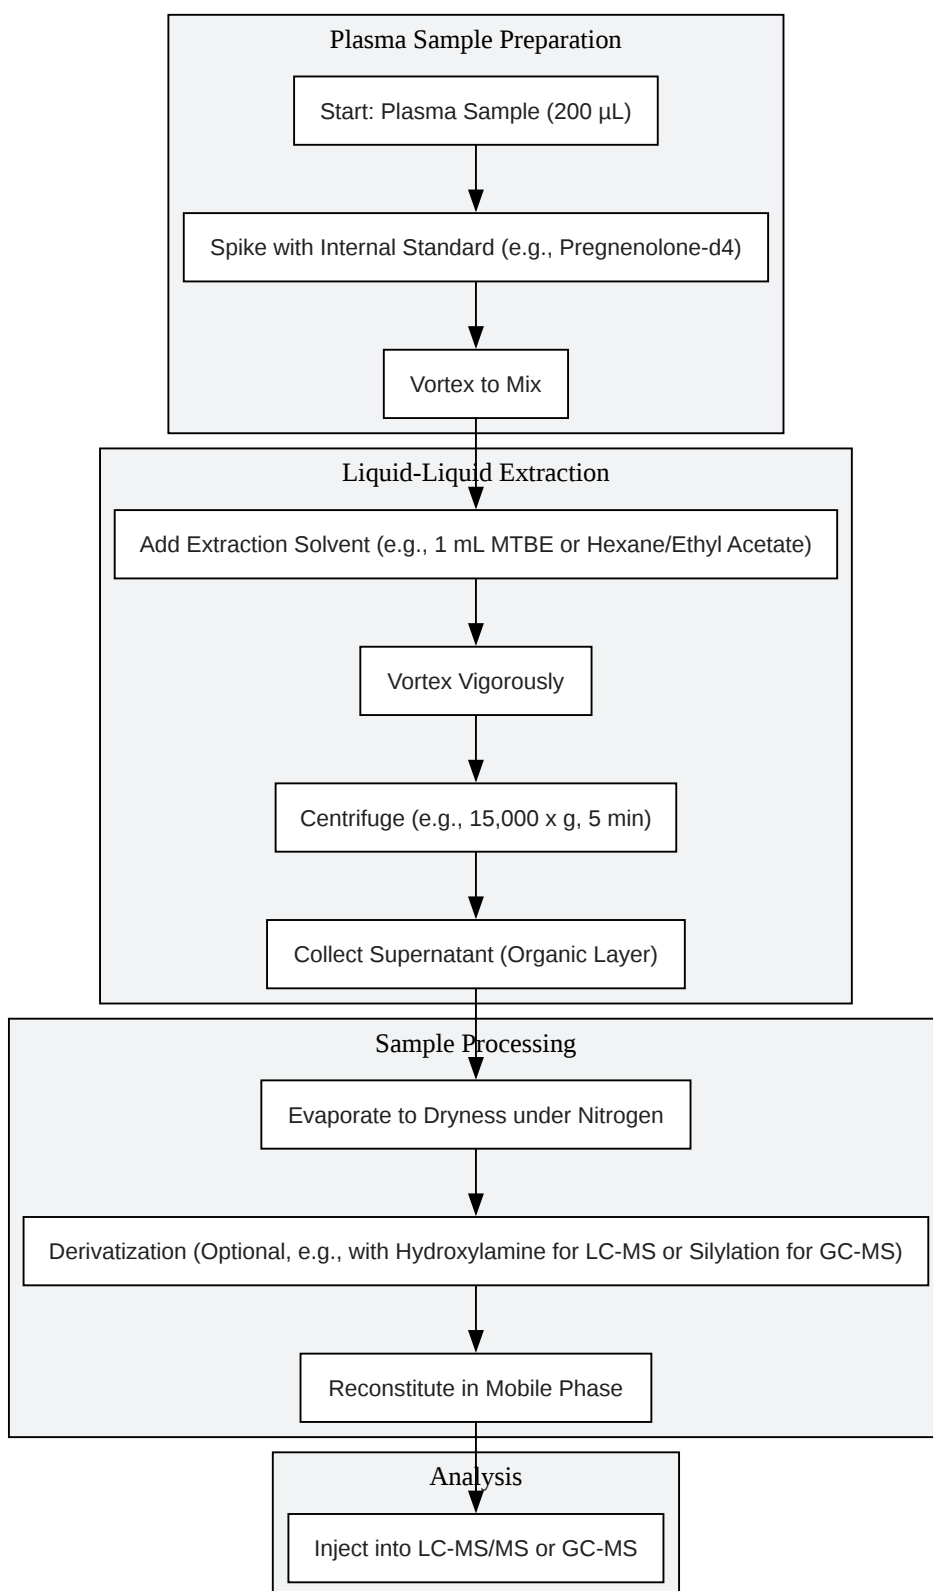 Plasma Sample Preparation
Start: Plasma Sample (200 µL)
Spike with Internal Standard (e.g., Pregnenolone-d4)
Vortex to Mix
Liquid-Liquid Extraction
Add Extraction Solvent (e.g., 1 mL MTBE or Hexane/Ethyl Acetate)
Vortex Vigorously
Centrifuge (e.g., 15,000 x g, 5 min)
Collect Supernatant (Organic Layer)
Sample Processing
Evaporate to Dryness under Nitrogen
Derivatization (Optional, e.g., with Hydroxylamine for LC-MS or Silylation for GC-MS)
Reconstitute in Mobile Phase
Analysis
Inject into LC-MS/MS or GC-MS